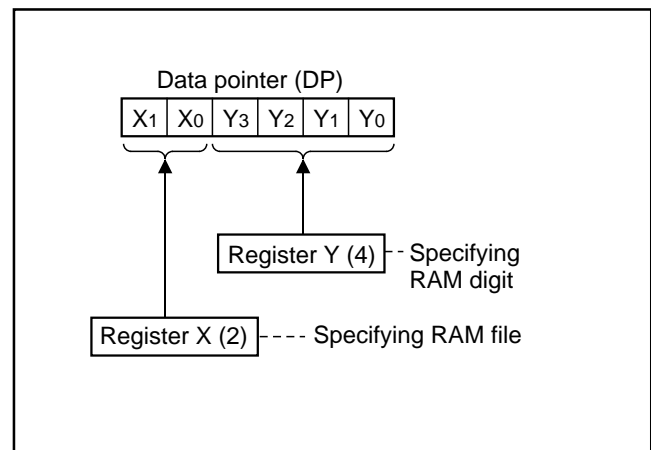 Data pointer (DP)
X1 X0 Y3 Y2 Y1 Y0
Register Y (4)
Specifying
RAM digit
Register X (2)
Specifying RAM file